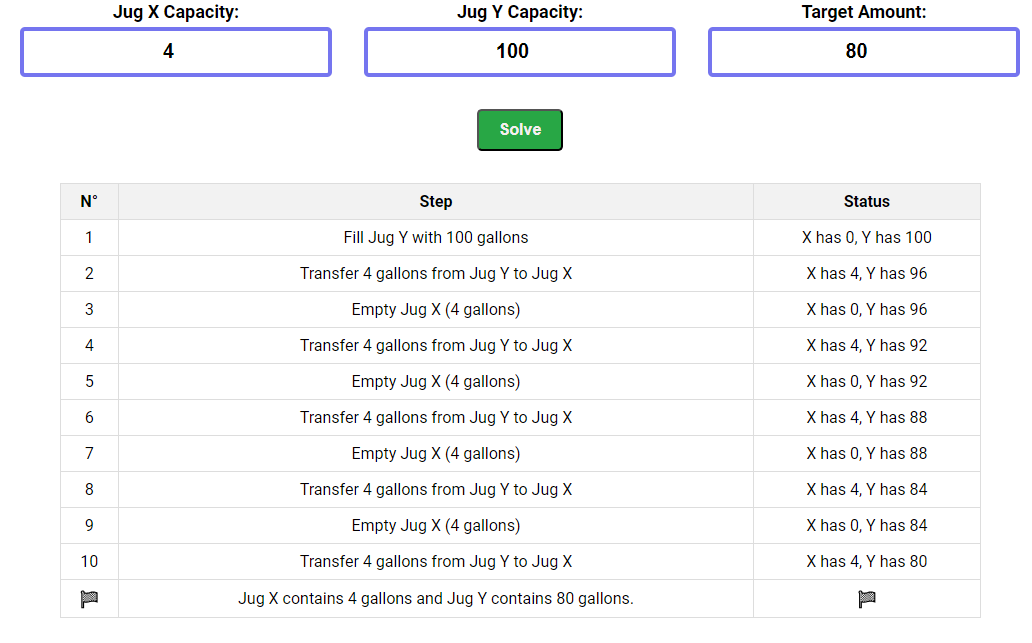 Jug X Capacity: Jug Y Capacity: Target Amount:
4 100 80
Solve
N° Step Status
1 Fill Jug Y with 100 gallons X has 0, Y has 100
2 Transfer 4 gallons from Jug Y to Jug X X has 4, Y has 96
3 Empty Jug X (4 gallons) X has 0, Y has 96
4 Transfer 4 gallons from Jug Y to Jug X X has 4, Y has 92
5 Empty Jug X (4 gallons) X has 0, Y has 92
6 Transfer 4 gallons from Jug Y to Jug X X has 4, Y has 88
7 Empty Jug X (4 gallons) X has 0, Y has 88
8 Transfer 4 gallons from Jug Y to Jug X X has 4, Y has 84
9 Empty Jug X (4 gallons) X has 0, Y has 84
10 Transfer 4 gallons from Jug Y to Jug X X has 4, Y has 80
Jug X contains 4 gallons and Jug Y contains 80 gallons.